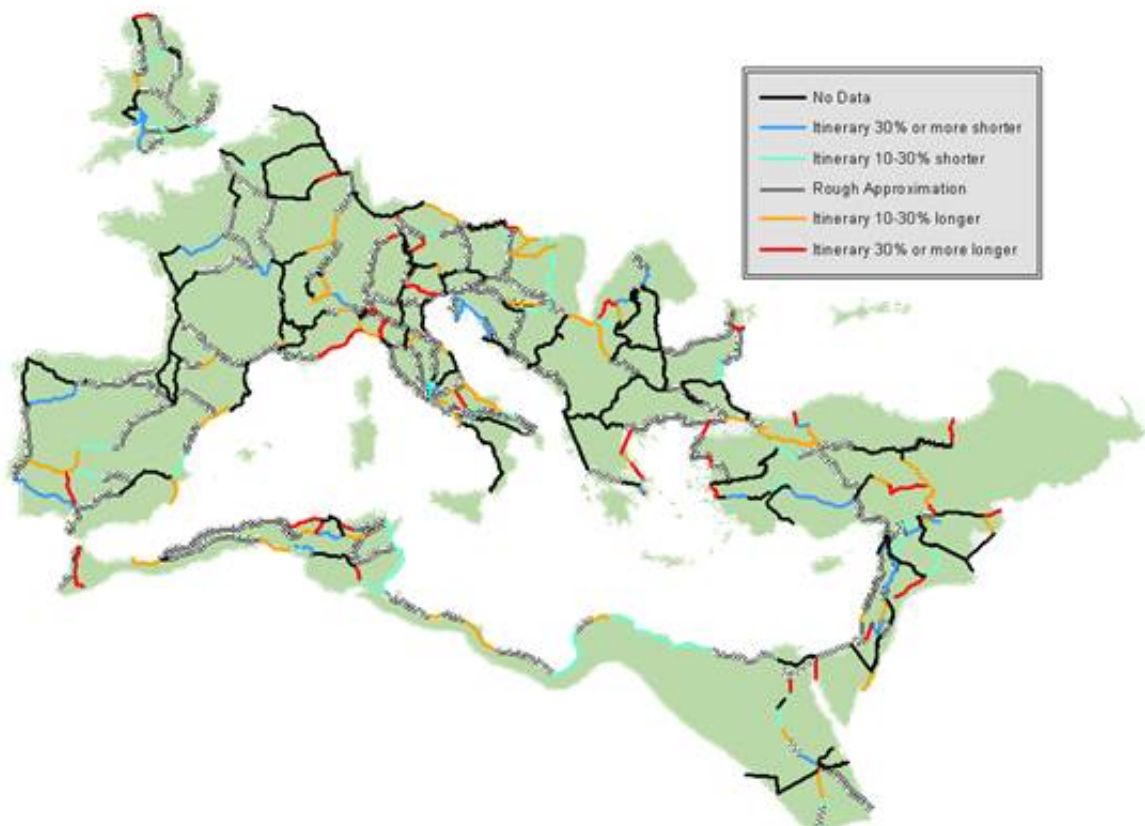 No Data
Itinerary 30% or more shorter
Itinerary 10-30% shorter
Rough Approximation
Itinerary 10-30% longer
Itinerary 30% or more longer